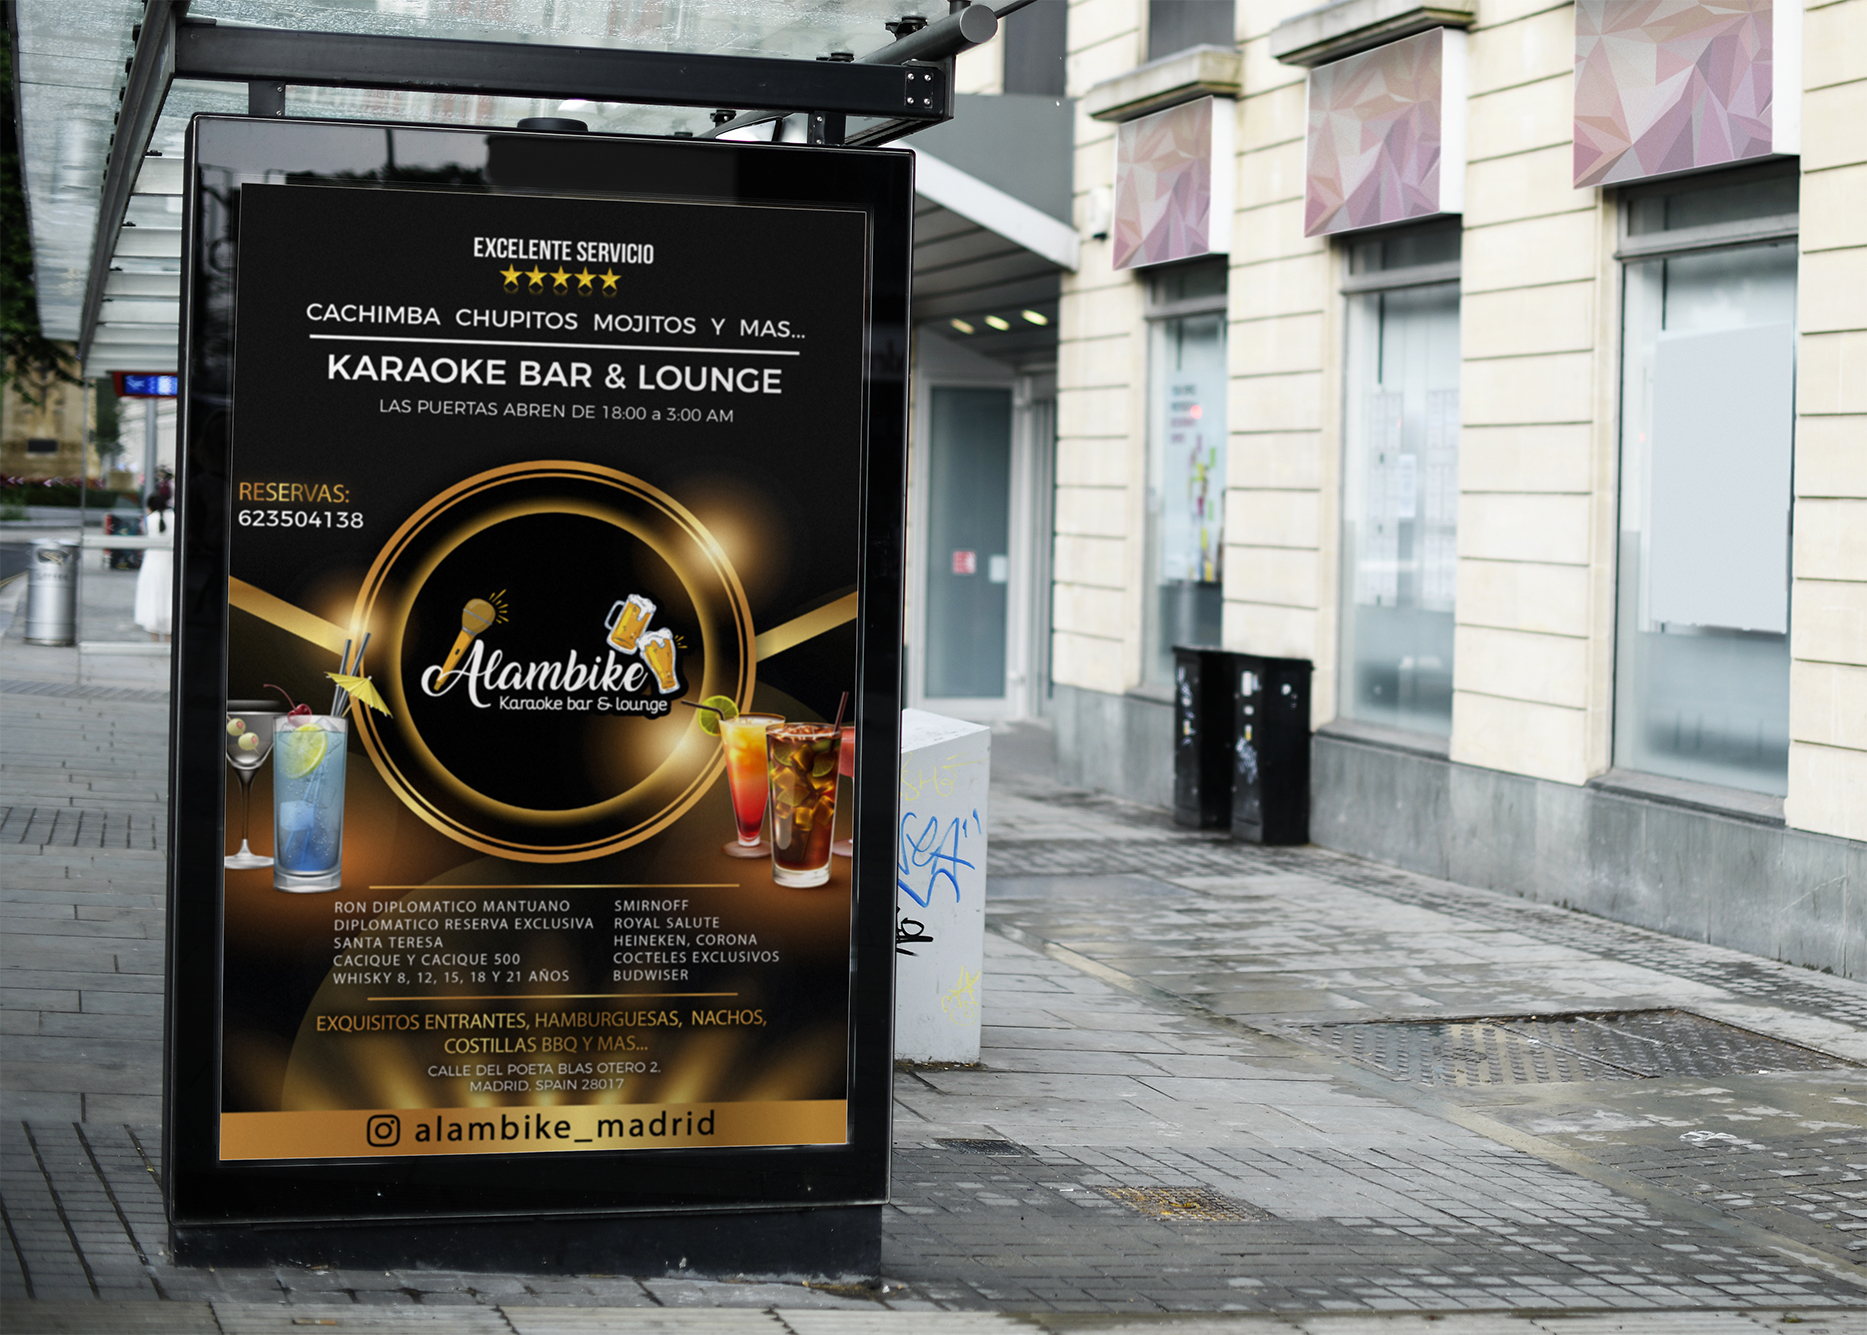 EXCELENTE SERVICIO
CACHIMBA CHUPITOS MOJITOS Y MAS...
KARAOKE BAR & LOUNGE
LAS PUERTAS ABREN DE 18:00 a 3:00 AM
RESERVAS:
623504138
Alambike
Karaoke bar & lounge
RON DIPLOMATICO MANTUANO
DIPLOMATICO RESERVA EXCLUSIVA
SANTA TERESA
CACIQUE Y CACIQUE 500
WHISKY 8, 12, 15, 18 Y 21 AÑOS
SMIRNOFF
ROYAL SALUTE
HEINEKEN, CORONA
COCTELES EXCLUSIVOS
BUDWISER
EXQUISITOS ENTRANTES, HAMBURGUESAS, NACHOS,
COSTILLAS BBQ Y MAS...
CALLE DEL POETA BLAS OTERO 2.
MADRID. SPAIN 28017
alambike_madrid